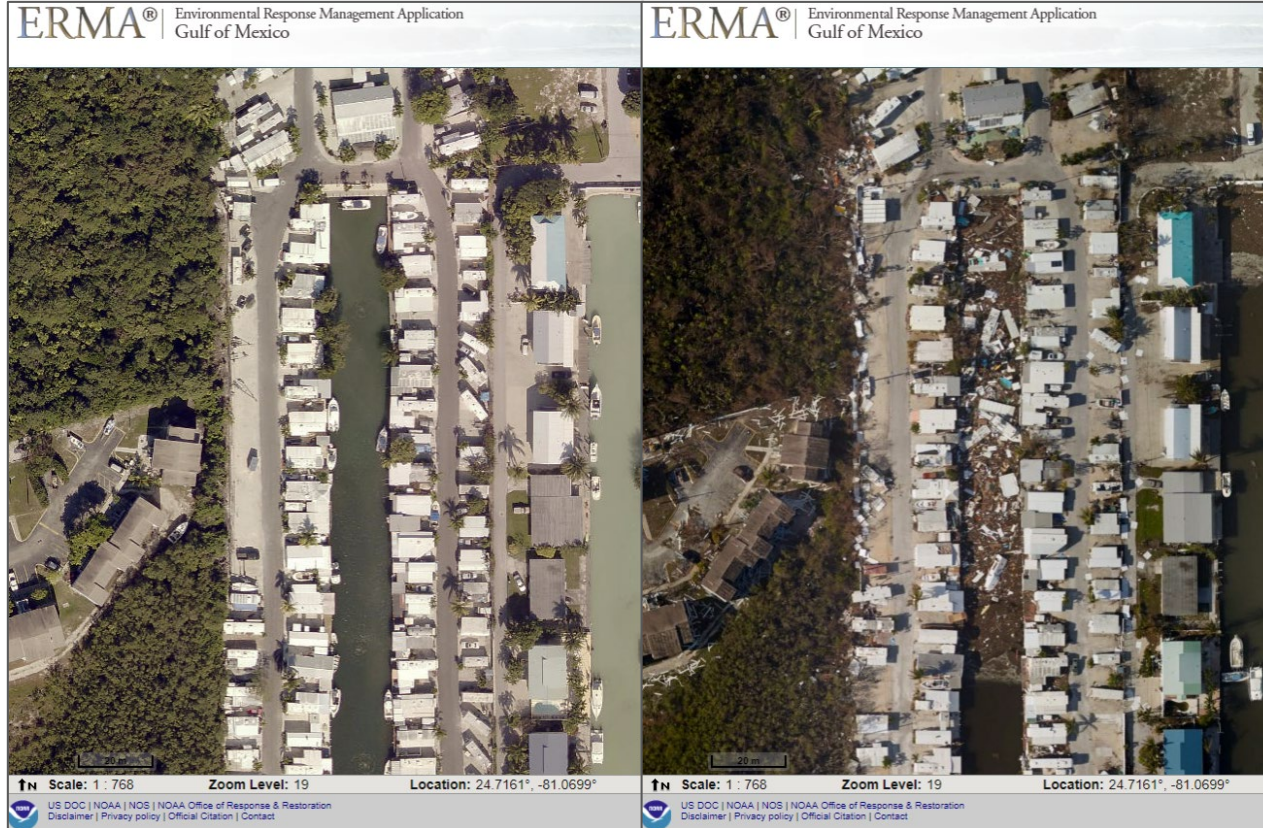 ERMA® Environmental Response Management Application
Gulf of Mexico
20 m
N Scale: 1 : 768 Zoom Level: 19 Location: 24.7161°, -81.0699°
NOAA
US DOC | NOAA | NOS | NOAA Office of Response & Restoration
Disclaimer | Privacy policy | Official Citation | Contact
ERMA® Environmental Response Management Application
Gulf of Mexico
20 m
N Scale: 1 : 768 Zoom Level: 19 Location: 24.7161°, -81.0699°
NOAA
US DOC | NOAA | NOS | NOAA Office of Response & Restoration
Disclaimer | Privacy policy | Official Citation | Contact